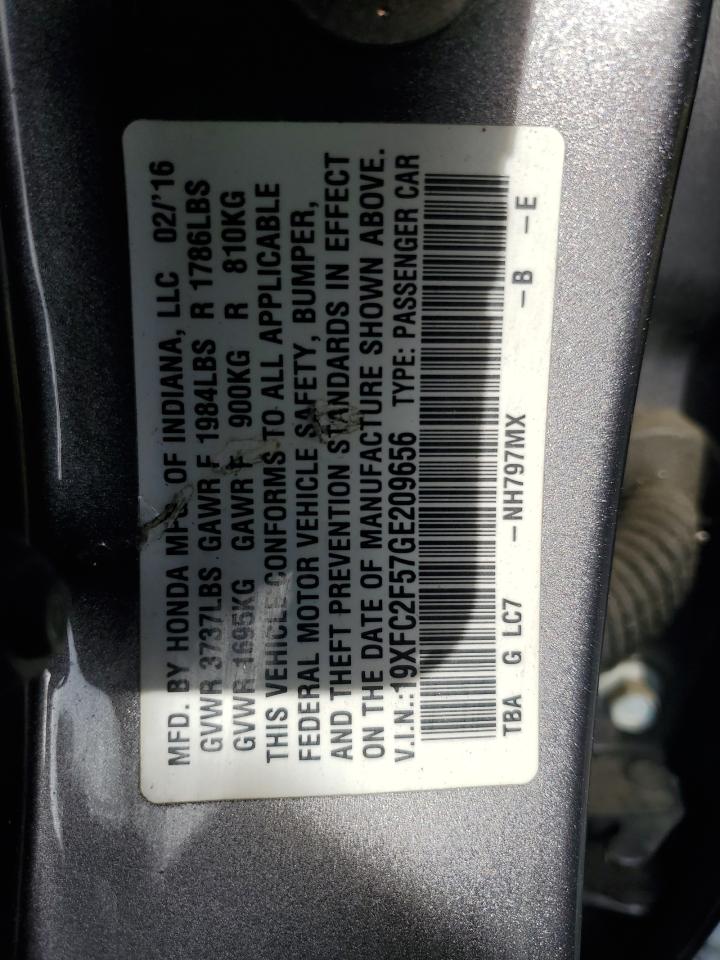 MFD. BY HONDA MFG OF INDIANA, LLC 02/'16
GVWR 3737LBS GAWR F 1984LBS R 1786LBS
GVWR 1695KG GAWR F 900KG R 810KG
THIS VEHICLE CONFORMS TO ALL APPLICABLE
FEDERAL MOTOR VEHICLE SAFETY, BUMPER,
AND THEFT PREVENTION STANDARDS IN EFFECT
ON THE DATE OF MANUFACTURE SHOWN ABOVE.
V.I.N.:19XFC2F57GE209656 TYPE: PASSENGER CAR
TBA G LC7 -NH797MX -B -E